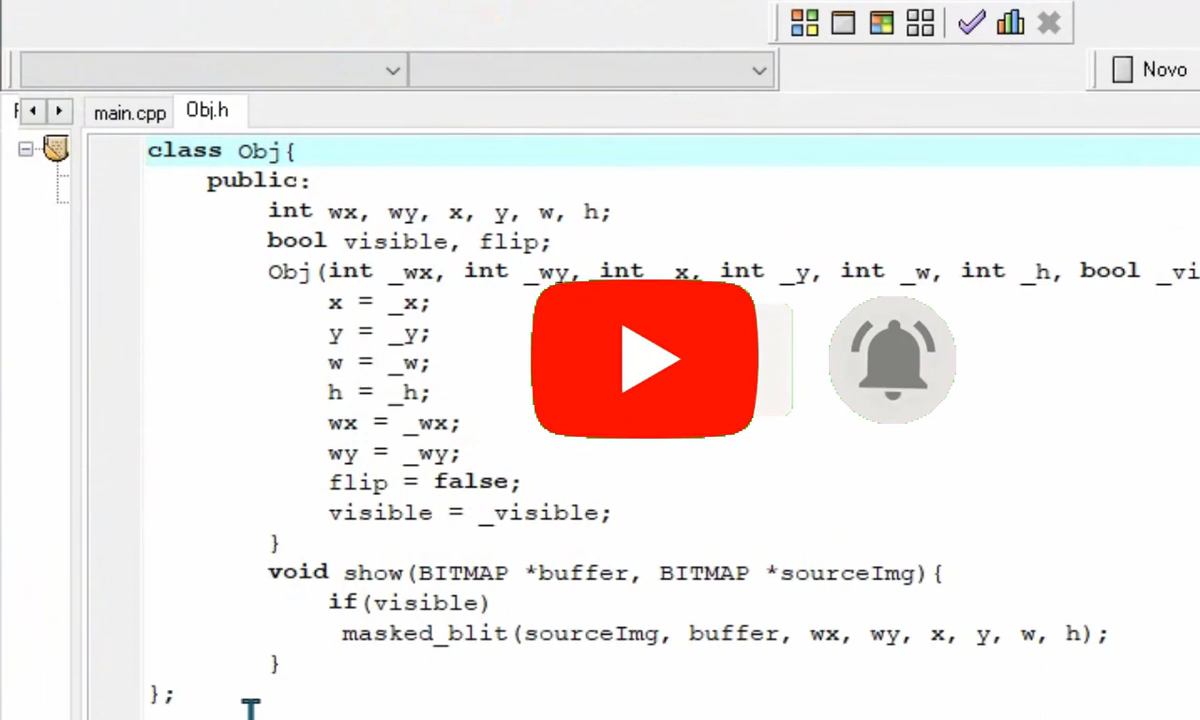 Novo
main.cpp Obj.h
class Obj{
public:
int wx, wy, x, y, w, h;
bool visible, flip;
Obj(int _wx, int _wy, int _x, int _y, int _w, int _h, bool _vi
x = _x;
y = _y;
w = _w;
h = _h;
wx = _wx;
wy = _wy;
flip = false;
visible = _visible;
}
void show(BITMAP *buffer, BITMAP *sourceImg){
if(visible)
masked_blit(sourceImg, buffer, wx, wy, x, y, w, h);
}
};